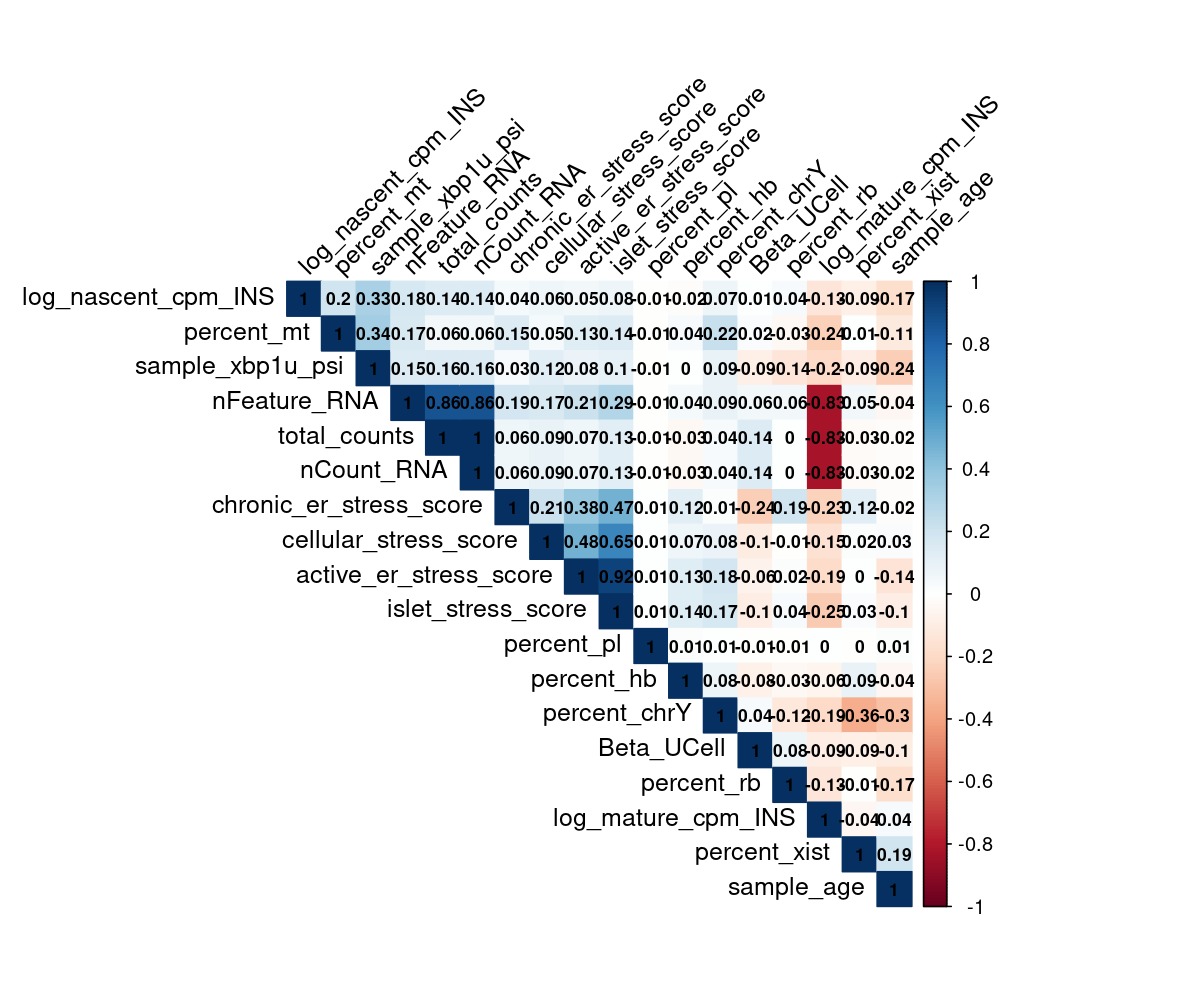 log_nascent_cpm_INS
percent_mt
sample_xbp1u_psi
nFeature_RNA
total_counts
nCount_RNA
chronic_er_stress_score
cellular_stress_score
active_er_stress_score
islet_stress_score
percent_pl
percent_hb
percent_chrY
Beta_UCell
percent_rb
log_mature_cpm_INS
percent_xist
sample_age
log_nascent_cpm_INS 1 0.2 0.33 0.18 0.14 0.14 0.04 0.06 0.05 0.08 -0.01 -0.02 0.07 0.01 0.04 -0.13 -0.09 -0.17
percent_mt 1 0.34 0.17 0.06 0.06 0.15 0.05 0.13 0.14 -0.01 0.04 0.22 0.02 -0.03 -0.24 0.01 -0.11
sample_xbp1u_psi 1 0.15 0.16 0.16 0.03 0.12 0.08 0.1 -0.01 0 0.09 -0.09 -0.14 -0.2 -0.09 -0.24
nFeature_RNA 1 0.86 0.86 0.19 0.17 0.21 0.29 -0.01 0.04 0.09 0.06 0.06 -0.83 0.05 -0.04
total_counts 1 1 0.06 0.09 0.07 0.13 -0.01 -0.03 0.04 0.14 0 -0.83 -0.03 -0.02
nCount_RNA 1 0.06 0.09 0.07 0.13 -0.01 -0.03 0.04 0.14 0 -0.83 -0.03 -0.02
chronic_er_stress_score 1 0.21 0.38 0.47 0.01 0.12 0.01 -0.24 0.19 -0.23 0.12 -0.02
cellular_stress_score 1 0.48 0.65 0.01 0.07 0.08 -0.1 -0.01 -0.15 0.02 0.03
active_er_stress_score 1 0.92 0.01 0.13 0.18 -0.06 0.02 -0.19 0 -0.14
islet_stress_score 1 0.01 0.14 0.17 -0.1 0.04 -0.25 0.03 -0.1
percent_pl 1 0.01 0.01 -0.01 -0.01 0 0 0.01
percent_hb 1 0.08 -0.08 -0.03 -0.06 0.09 -0.04
percent_chrY 1 0.04 -0.12 -0.19 -0.36 -0.3
Beta_UCell 1 0.08 -0.09 -0.09 -0.1
percent_rb 1 -0.13 -0.01 -0.17
log_mature_cpm_INS 1 -0.04 0.04
percent_xist 1 0.19
sample_age 1
1
0.8
0.6
0.4
0.2
0
-0.2
-0.4
-0.6
-0.8
-1